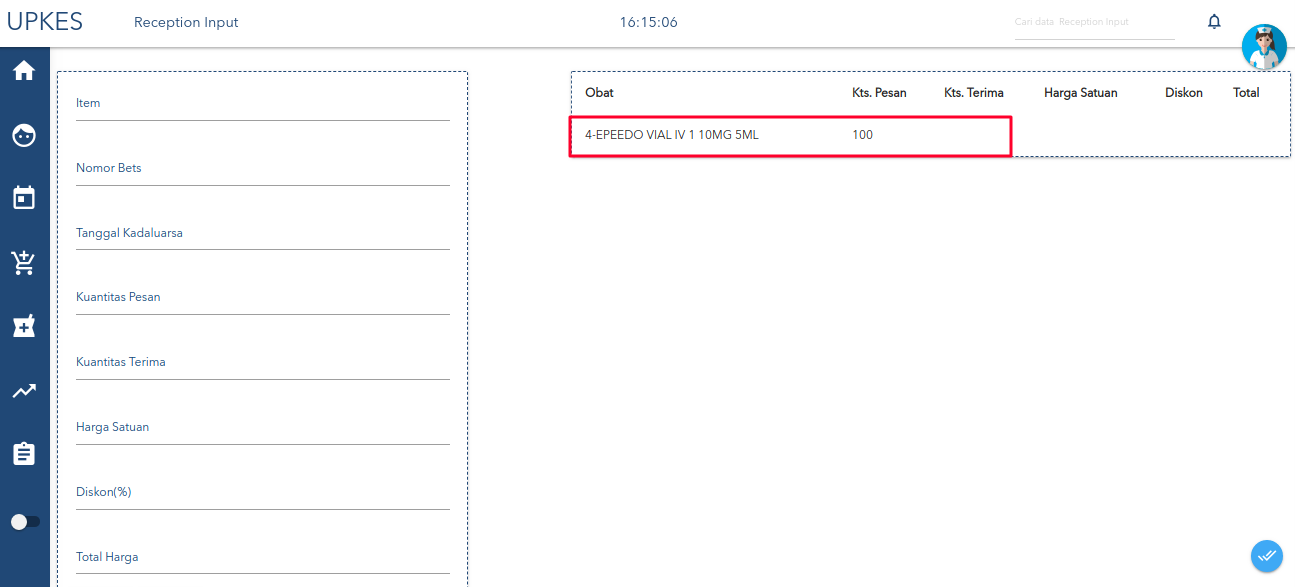 UPKES
Reception Input
16:15:06
Cari data Reception Input
Item
Nomor Bets
Tanggal Kadaluarsa
Kuantitas Pesan
Kuantitas Terima
Harga Satuan
Diskon(%)
Total Harga
Obat Kts. Pesan Kts. Terima Harga Satuan Diskon Total
4-EPEEDO VIAL IV 1 10MG 5ML 100